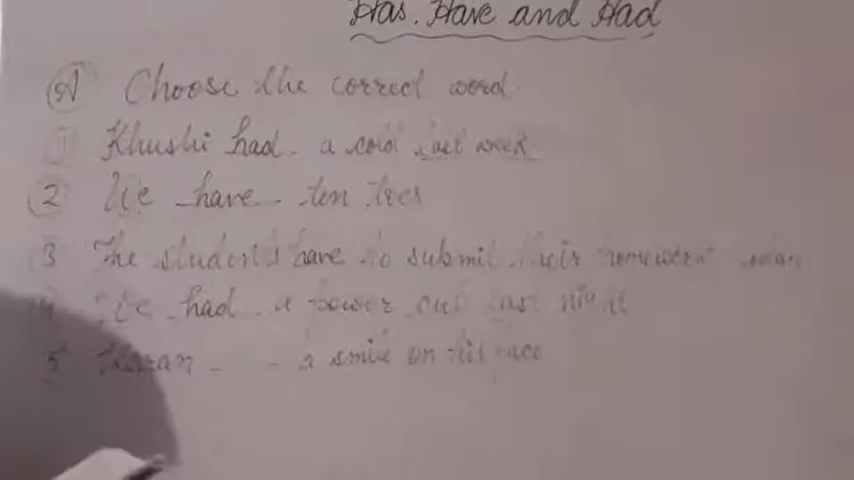 Has. Have and Had
(A) Choose the correct word
1 Khushi had a cold last week
2 We have ten toes
3 The students have to submit their homework
4 We had a power cut last night
5 a smile on his face